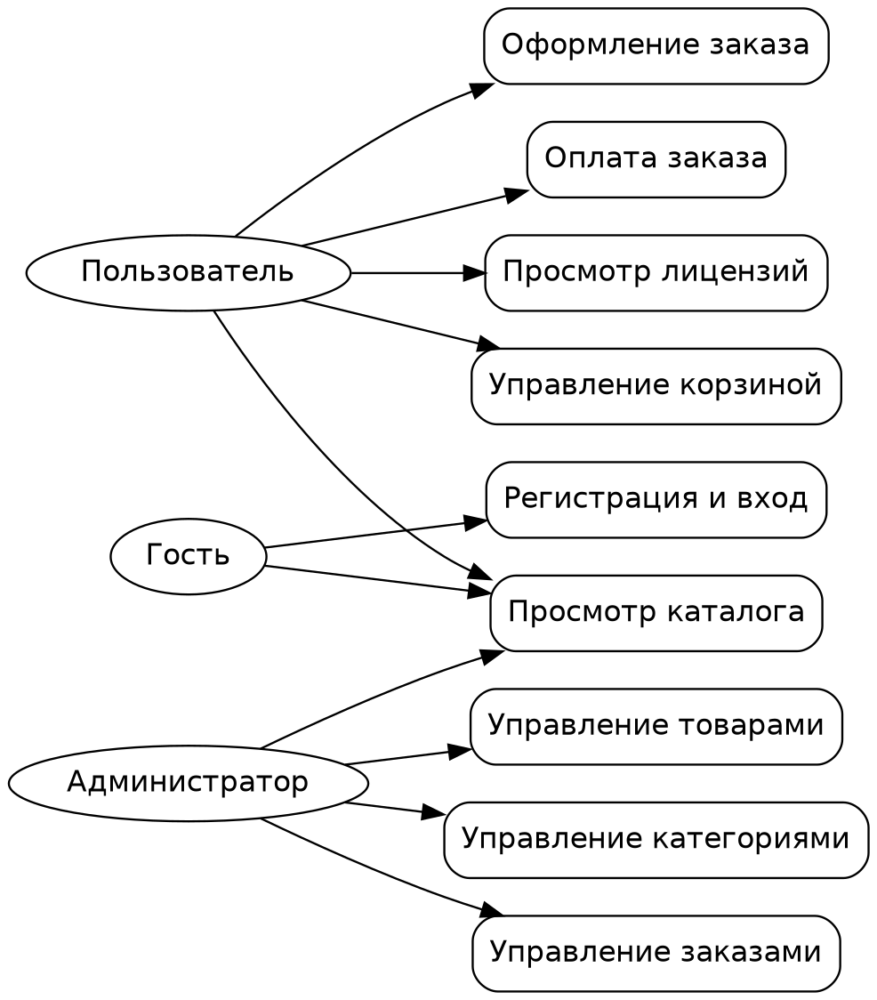 Оформление заказа
Оплата заказа
Пользователь
Просмотр лицензий
Управление корзиной
Регистрация и вход
Гость
Просмотр каталога
Управление товарами
Администратор
Управление категориями
Управление заказами